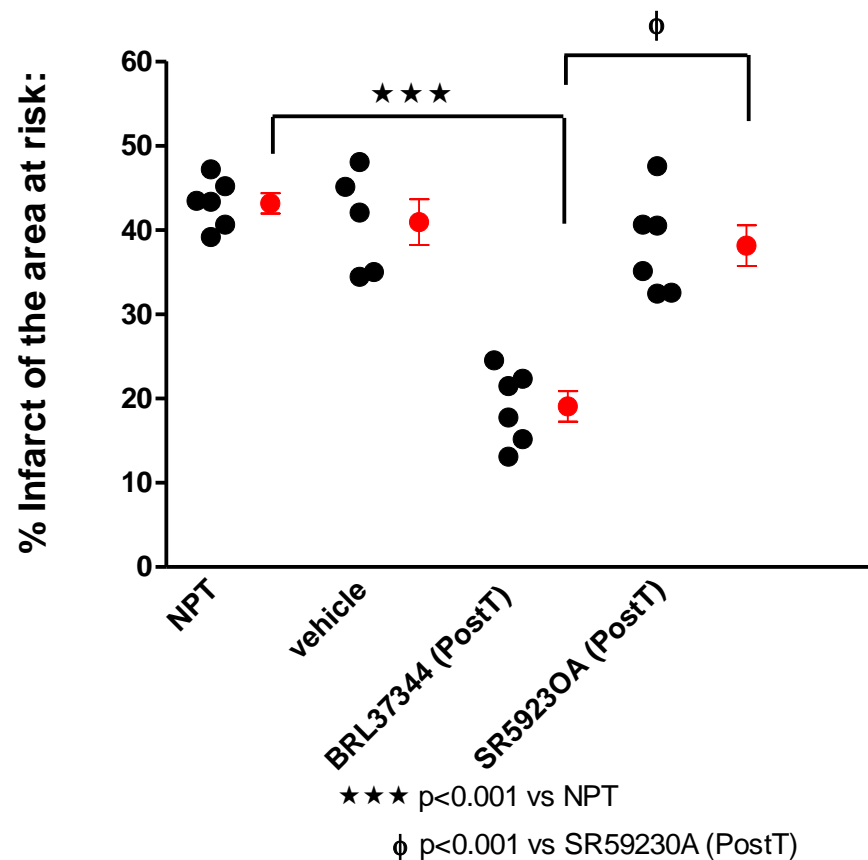 ϕ
60
★★★
50
40
30
20
10
0
% Infarct of the area at risk:
NPT
vehicle
BRL37344 (PostT)
SR5923OA (PostT)
★★★ p<0.001 vs NPT
ϕ p<0.001 vs SR59230A (PostT)